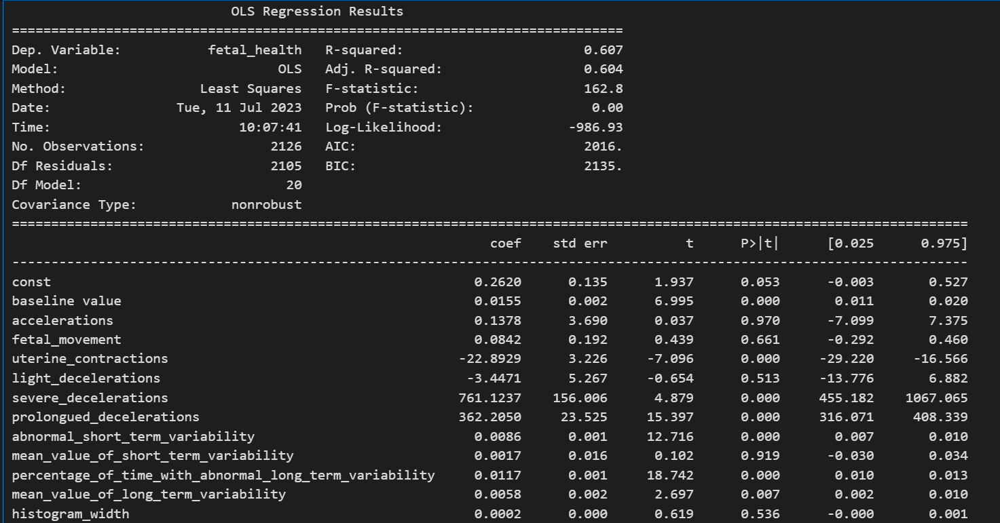 OLS Regression Results
==============================================================================
Dep. Variable: fetal_health R-squared: 0.607
Model: OLS Adj. R-squared: 0.604
Method: Least Squares F-statistic: 162.8
Date: Tue, 11 Jul 2023 Prob (F-statistic): 0.00
Time: 10:07:41 Log-Likelihood: -986.93
No. Observations: 2126 AIC: 2016.
Df Residuals: 2105 BIC: 2135.
Df Model: 20
Covariance Type: nonrobust
==========================================================================================================================
coef std err t P>|t| [0.025 0.975]
--------------------------------------------------------------------------------------------------------------------------
const 0.2620 0.135 1.937 0.053 -0.003 0.527
baseline value 0.0155 0.002 6.995 0.000 0.011 0.020
accelerations 0.1378 3.690 0.037 0.970 -7.099 7.375
fetal_movement 0.0842 0.192 0.439 0.661 -0.292 0.460
uterine_contractions -22.8929 3.226 -7.096 0.000 -29.220 -16.566
light_decelerations -3.4471 5.267 -0.654 0.513 -13.776 6.882
severe_decelerations 761.1237 156.006 4.879 0.000 455.182 1067.065
prolongued_decelerations 362.2050 23.525 15.397 0.000 316.071 408.339
abnormal_short_term_variability 0.0086 0.001 12.716 0.000 0.007 0.010
mean_value_of_short_term_variability 0.0017 0.016 0.102 0.919 -0.030 0.034
percentage_of_time_with_abnormal_long_term_variability 0.0117 0.001 18.742 0.000 0.010 0.013
mean_value_of_long_term_variability 0.0058 0.002 2.697 0.007 0.002 0.010
histogram_width 0.0002 0.000 0.619 0.536 -0.000 0.001